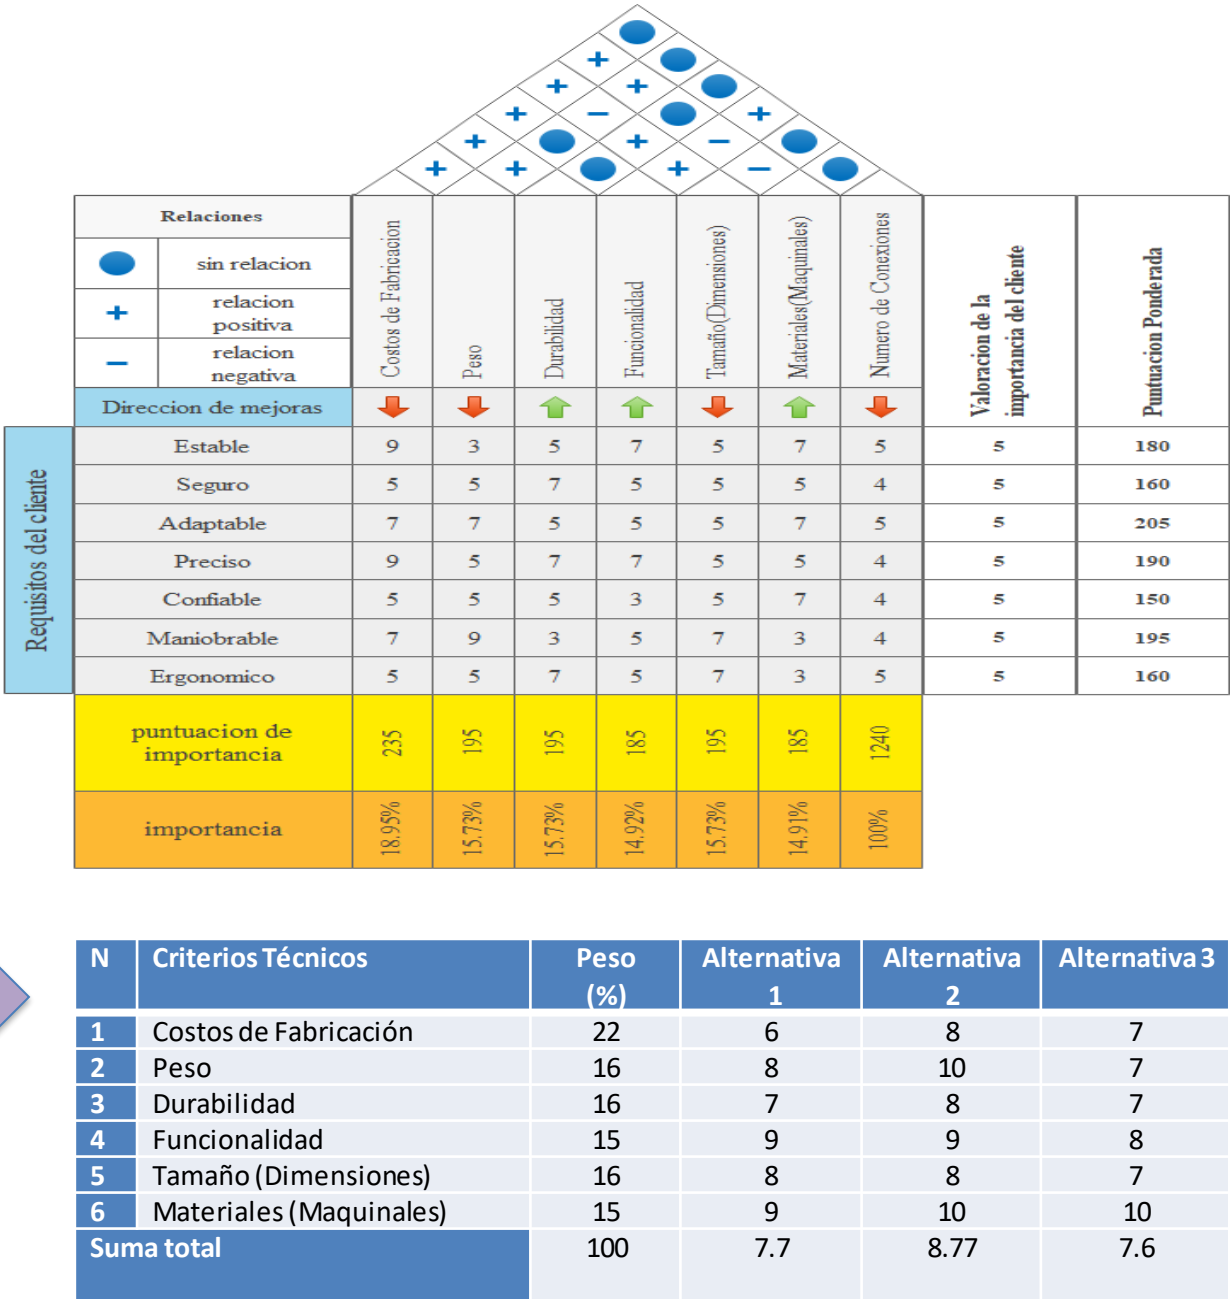 Relaciones
sin relacion
+ relacion
positiva
− relacion
negativa
Costos de Fabricacion
Peso
Durabilidad
Funcionalidad
Tamaño(Dimensiones)
Materiales(Maquinales)
Numero de Conexiones
Valoracion de la
importancia del cliente
Puntuacion Ponderada
Direccion de mejoras
Requisitos del cliente
Estable 9 3 5 7 5 7 5 5 180
Seguro 5 5 7 5 5 5 4 5 160
Adaptable 7 7 5 5 5 7 5 5 205
Preciso 9 5 7 7 5 5 4 5 190
Confiable 5 5 5 3 5 7 4 5 150
Maniobrable 7 9 3 5 7 3 4 5 195
Ergonomico 5 5 7 5 7 3 5 5 160
puntuacion de
importancia
235 195 195 185 195 185 1240
importancia 18.95% 15.73% 15.73% 14.92% 15.73% 14.91% 100%
N Criterios Técnicos Peso Alternativa Alternativa Alternativa 3
(%) 1 2
1 Costos de Fabricación 22 6 8 7
2 Peso 16 8 10 7
3 Durabilidad 16 7 8 7
4 Funcionalidad 15 9 9 8
5 Tamaño (Dimensiones) 16 8 8 7
6 Materiales (Maquinales) 15 9 10 10
Suma total 100 7.7 8.77 7.6